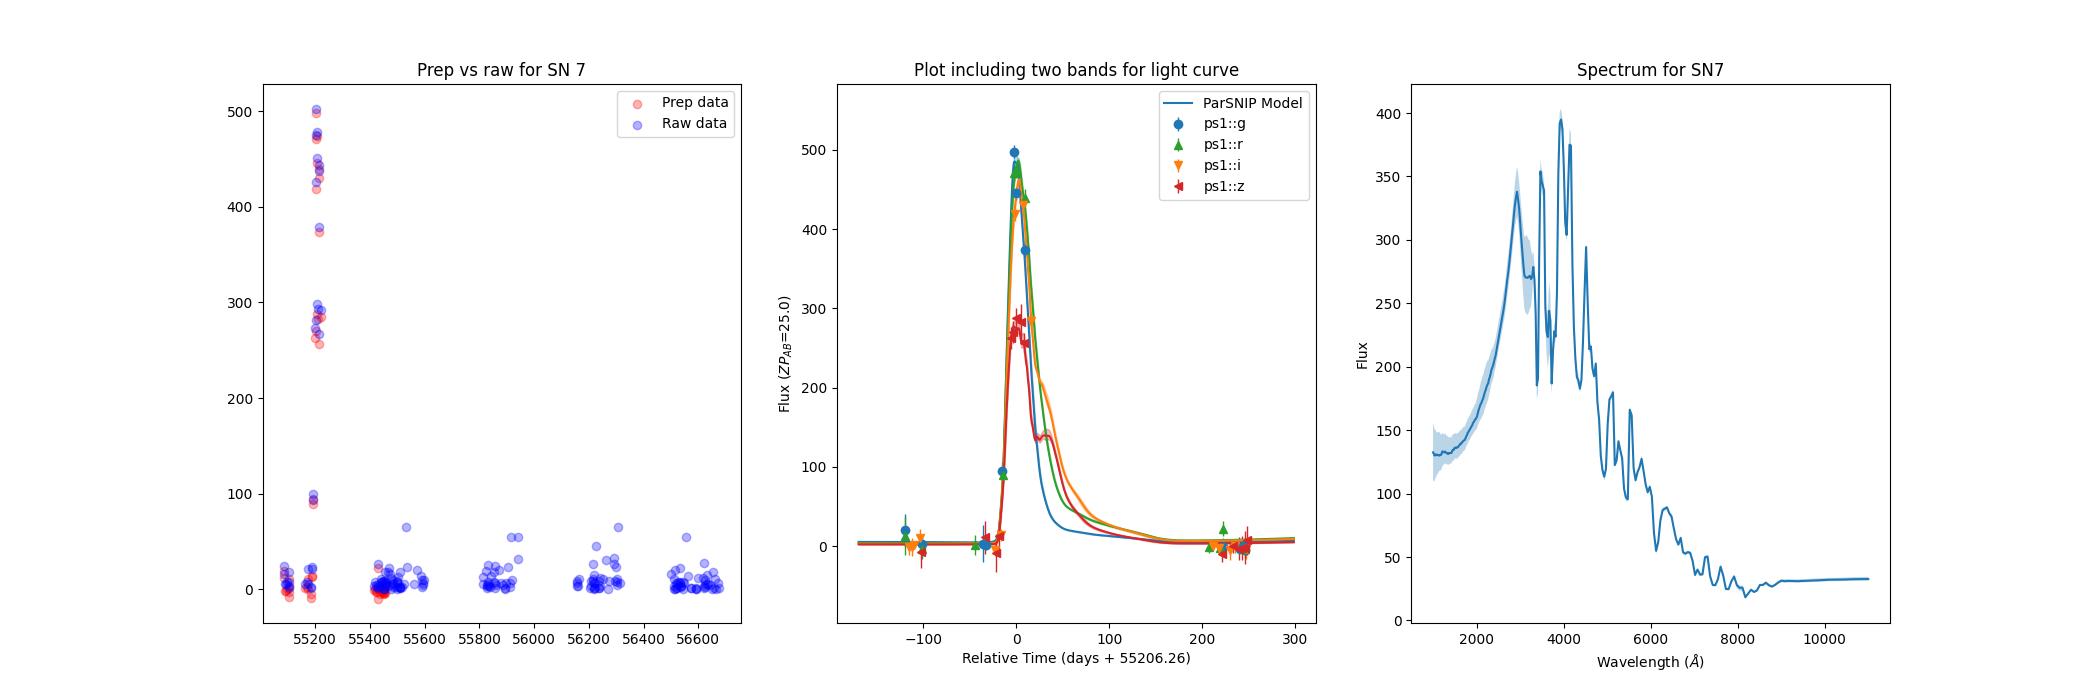 Prep vs raw for SN 7
500
400
300
200
100
0
55200 55400 55600 55800 56000 56200 56400 56600
Prep data
Raw data
Plot including two bands for light curve
Flux (ZP_AB=25.0)
500
400
300
200
100
0
−100 0 100 200 300
Relative Time (days + 55206.26)
ParSNIP Model
ps1::g
ps1::r
ps1::i
ps1::z
Spectrum for SN7
Flux
400
350
300
250
200
150
100
50
0
2000 4000 6000 8000 10000
Wavelength (Å)